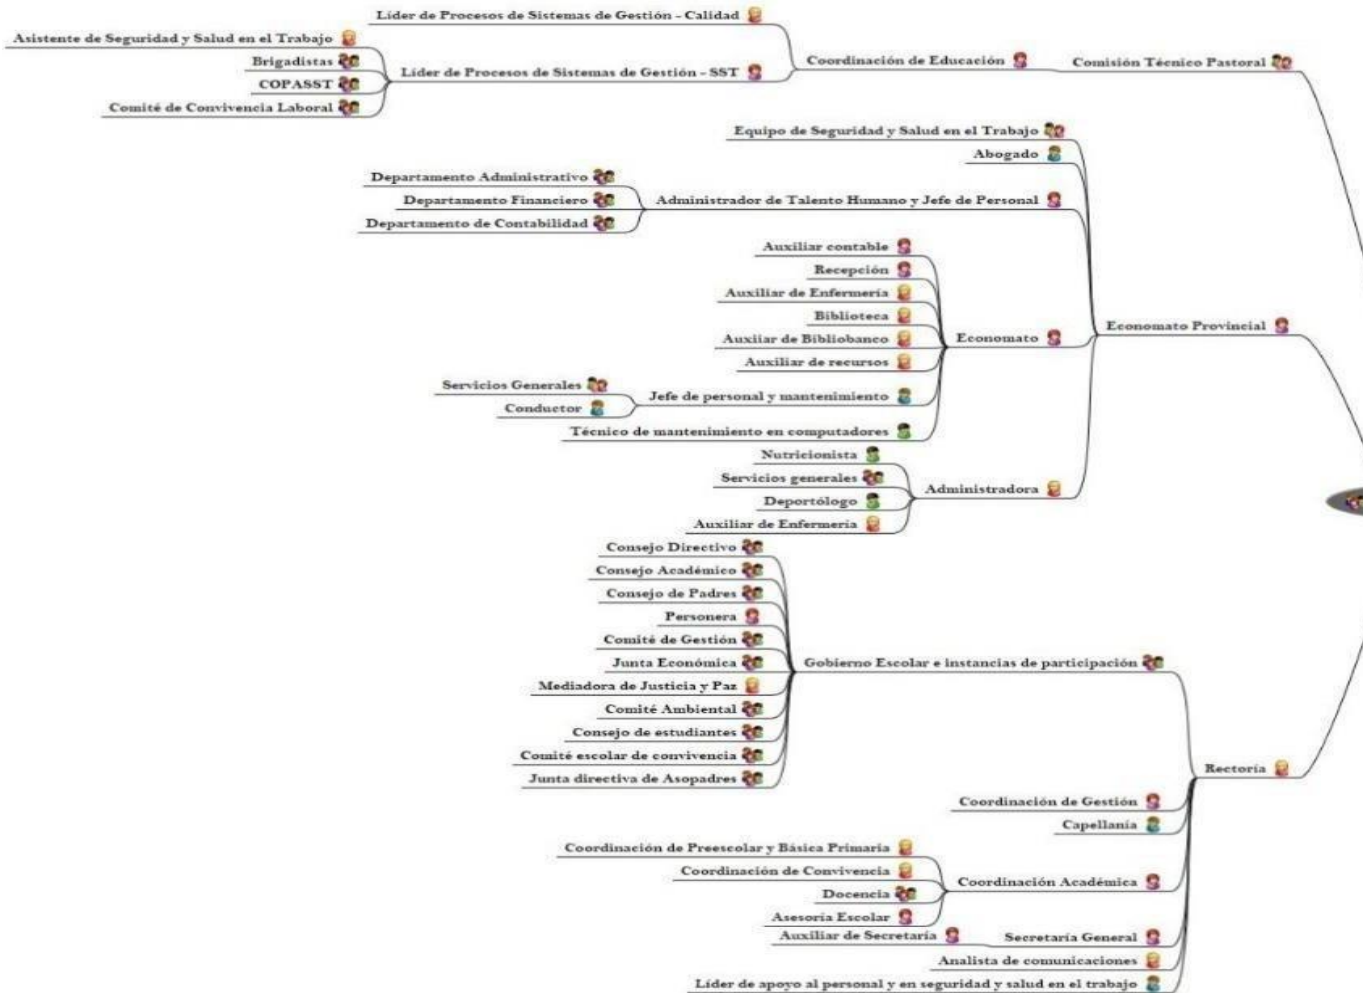 Líder de Procesos de Sistemas de Gestión - Calidad
Asistente de Seguridad y Salud en el Trabajo
Brigadistas
COPASST
Comité de Convivencia Laboral
Líder de Procesos de Sistemas de Gestión - SST
Coordinación de Educación
Comisión Técnico Pastoral
Equipo de Seguridad y Salud en el Trabajo
Abogado
Departamento Administrativo
Departamento Financiero
Departamento de Contabilidad
Administrador de Talento Humano y Jefe de Personal
Auxiliar contable
Recepción
Auxiliar de Enfermería
Biblioteca
Auxiiar de Bibliobanco
Auxiliar de recursos
Economato
Economato Provincial
Servicios Generales
Conductor
Jefe de personal y mantenimiento
Técnico de mantenimiento en computadores
Nutricionista
Servicios generales
Deportólogo
Auxiliar de Enfermería
Administradora
Consejo Directivo
Consejo Académico
Consejo de Padres
Personera
Comité de Gestión
Junta Económica
Mediadora de Justicia y Paz
Comité Ambiental
Consejo de estudiantes
Comité escolar de convivencia
Junta directiva de Asopadres
Gobierno Escolar e instancias de participación
Rectoría
Coordinación de Gestión
Capellanía
Coordinación de Preescolar y Básica Primaria
Coordinación de Convivencia
Docencia
Asesoría Escolar
Coordinación Académica
Auxiliar de Secretaría
Secretaría General
Analista de comunicaciones
Líder de apoyo al personal y en seguridad y salud en el trabajo